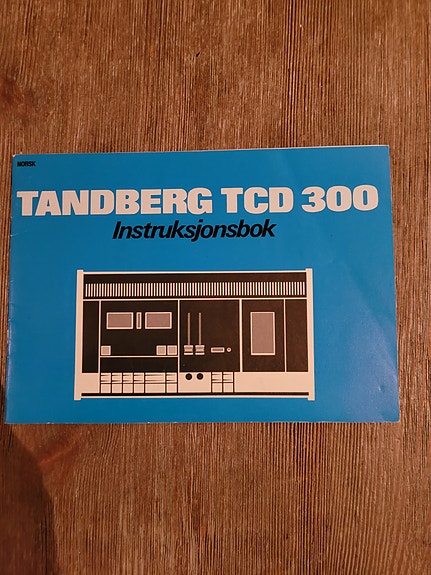 NORSK
TANDBERG TCD 300
Instruksjonsbok